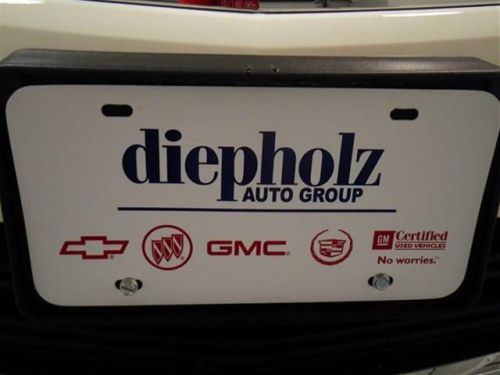 diepholz
AUTO GROUP
GMC
GM Certified
USED VEHICLES
No worries.